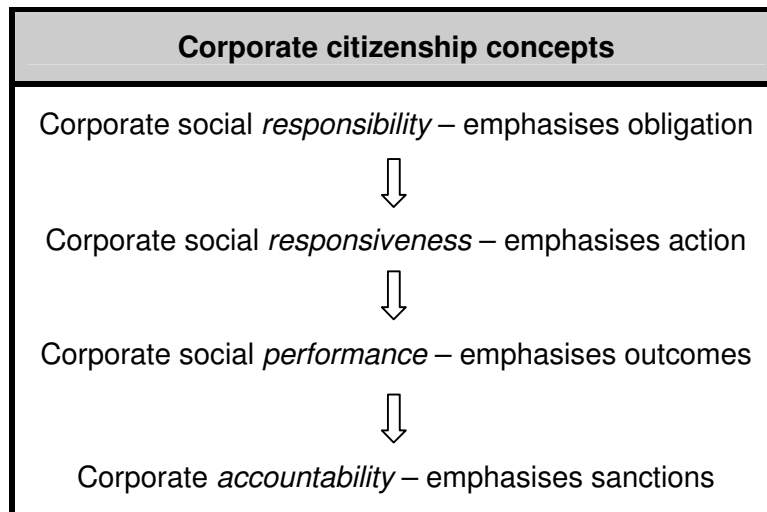 Corporate citizenship concepts
Corporate social responsibility – emphasises obligation
Corporate social responsiveness – emphasises action
Corporate social performance – emphasises outcomes
Corporate accountability – emphasises sanctions